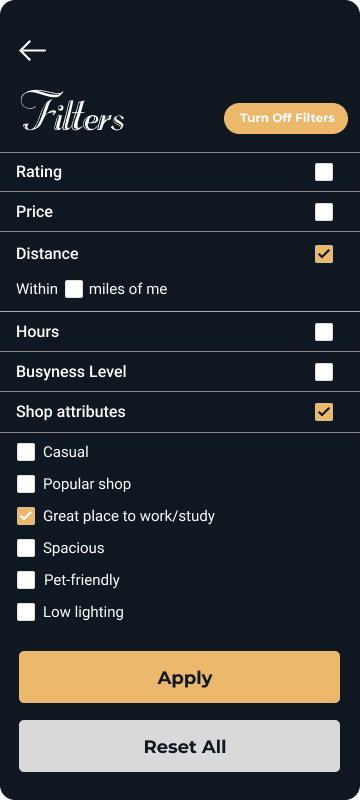 Filters
Turn Off Filters
Rating
Price
Distance
Within miles of me
Hours
Busyness Level
Shop attributes
Casual
Popular shop
Great place to work/study
Spacious
Pet-friendly
Low lighting
Apply
Reset All